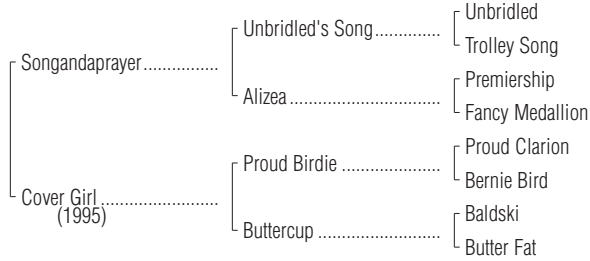 Unbridled
Unbridled's Song..............
Trolley Song
Songandaprayer................
Premiership
Alizea................................
Fancy Medallion
Proud Clarion
Proud Birdie .....................
Bernie Bird
Cover Girl .........................
(1995)
Baldski
Buttercup ..........................
Butter Fat